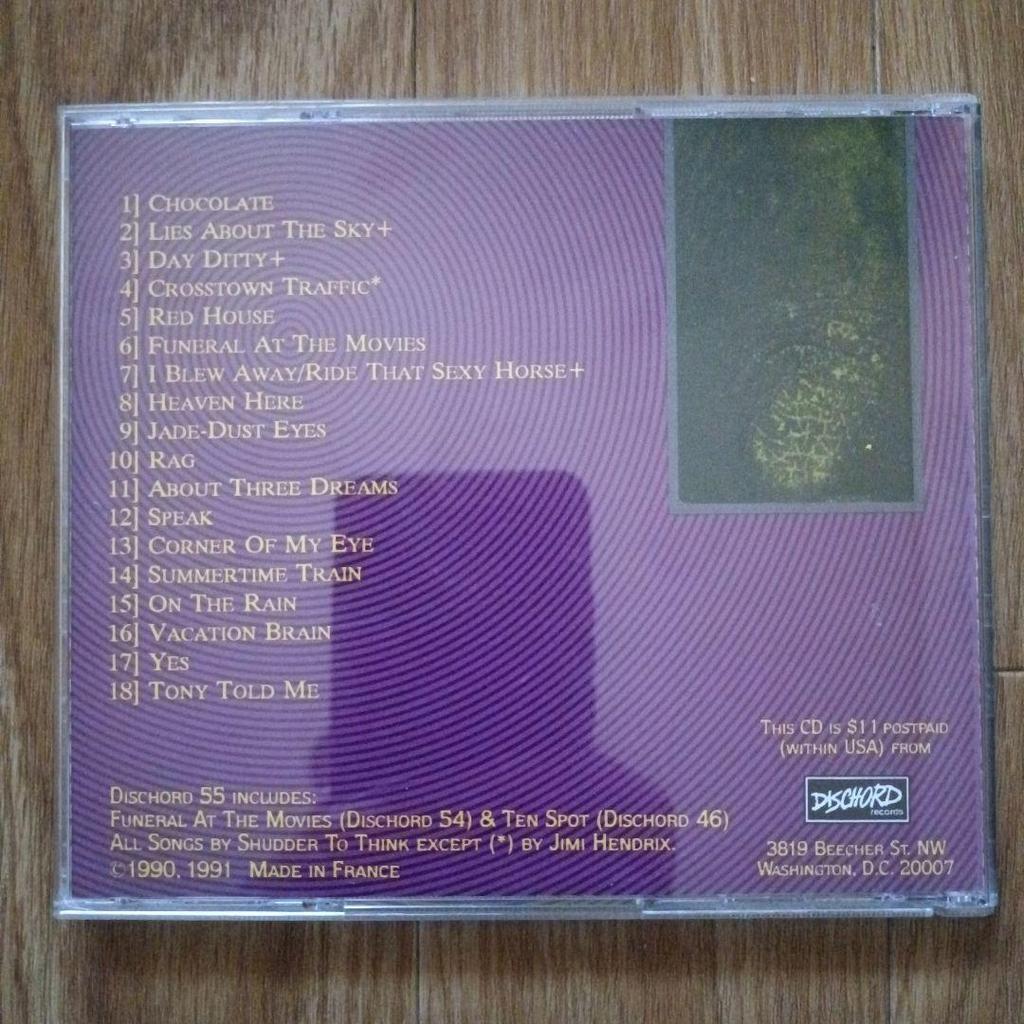 1] Chocolate
2] Lies About The Sky+
3] Day Ditty+
4] Crosstown Traffic*
5] Red House
6] Funeral At The Movies
7] I Blew Away/Ride That Sexy Horse+
8] Heaven Here
9] Jade-Dust Eyes
10] Rag
11] About Three Dreams
12] Speak
13] Corner Of My Eye
14] Summertime Train
15] On The Rain
16] Vacation Brain
17] Yes
18] Tony Told Me
Dischord 55 includes:
Funeral At The Movies (Dischord 54) & Ten Spot (Dischord 46)
All Songs by Shudder To Think except (*) by Jimi Hendrix.
©1990, 1991 Made in France
This CD is $11 postpaid
(within USA) from
DISCHORD
records
3819 Beecher St. NW
Washington, D.C. 20007